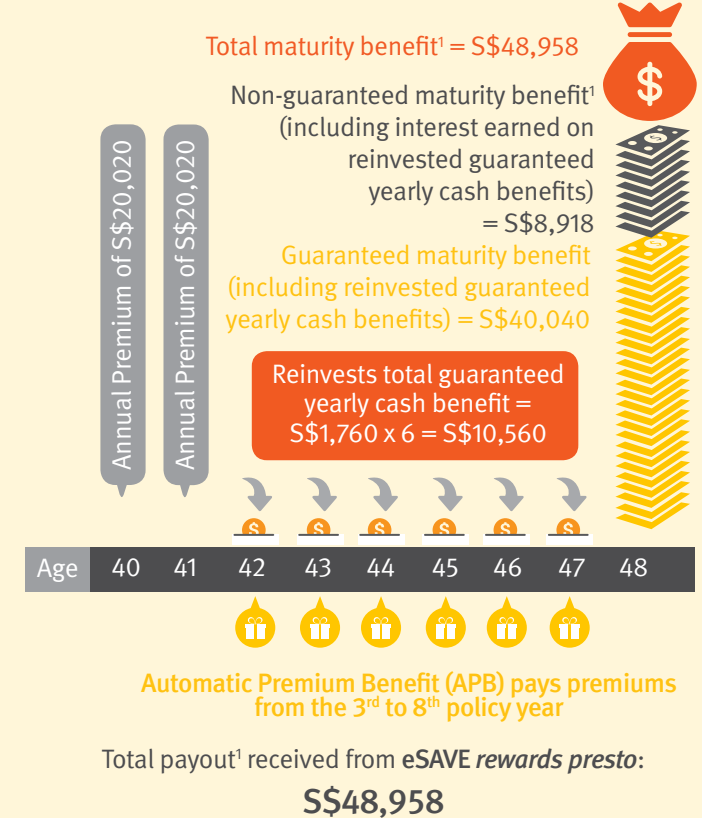 Total maturity benefit¹ = S$48,958
$
Non-guaranteed maturity benefit¹
(including interest earned on
reinvested guaranteed
yearly cash benefits)
= S$8,918
Guaranteed maturity benefit
(including reinvested guaranteed
yearly cash benefits) = S$40,040
Annual Premium of S$20,020
Annual Premium of S$20,020
Reinvests total guaranteed
yearly cash benefit =
S$1,760 x 6 = S$10,560
$ $ $ $ $ $
Age 40 41 42 43 44 45 46 47 48
Automatic Premium Benefit (APB) pays premiums
from the 3rd to 8th policy year
Total payout¹ received from eSAVE rewards presto:
S$48,958